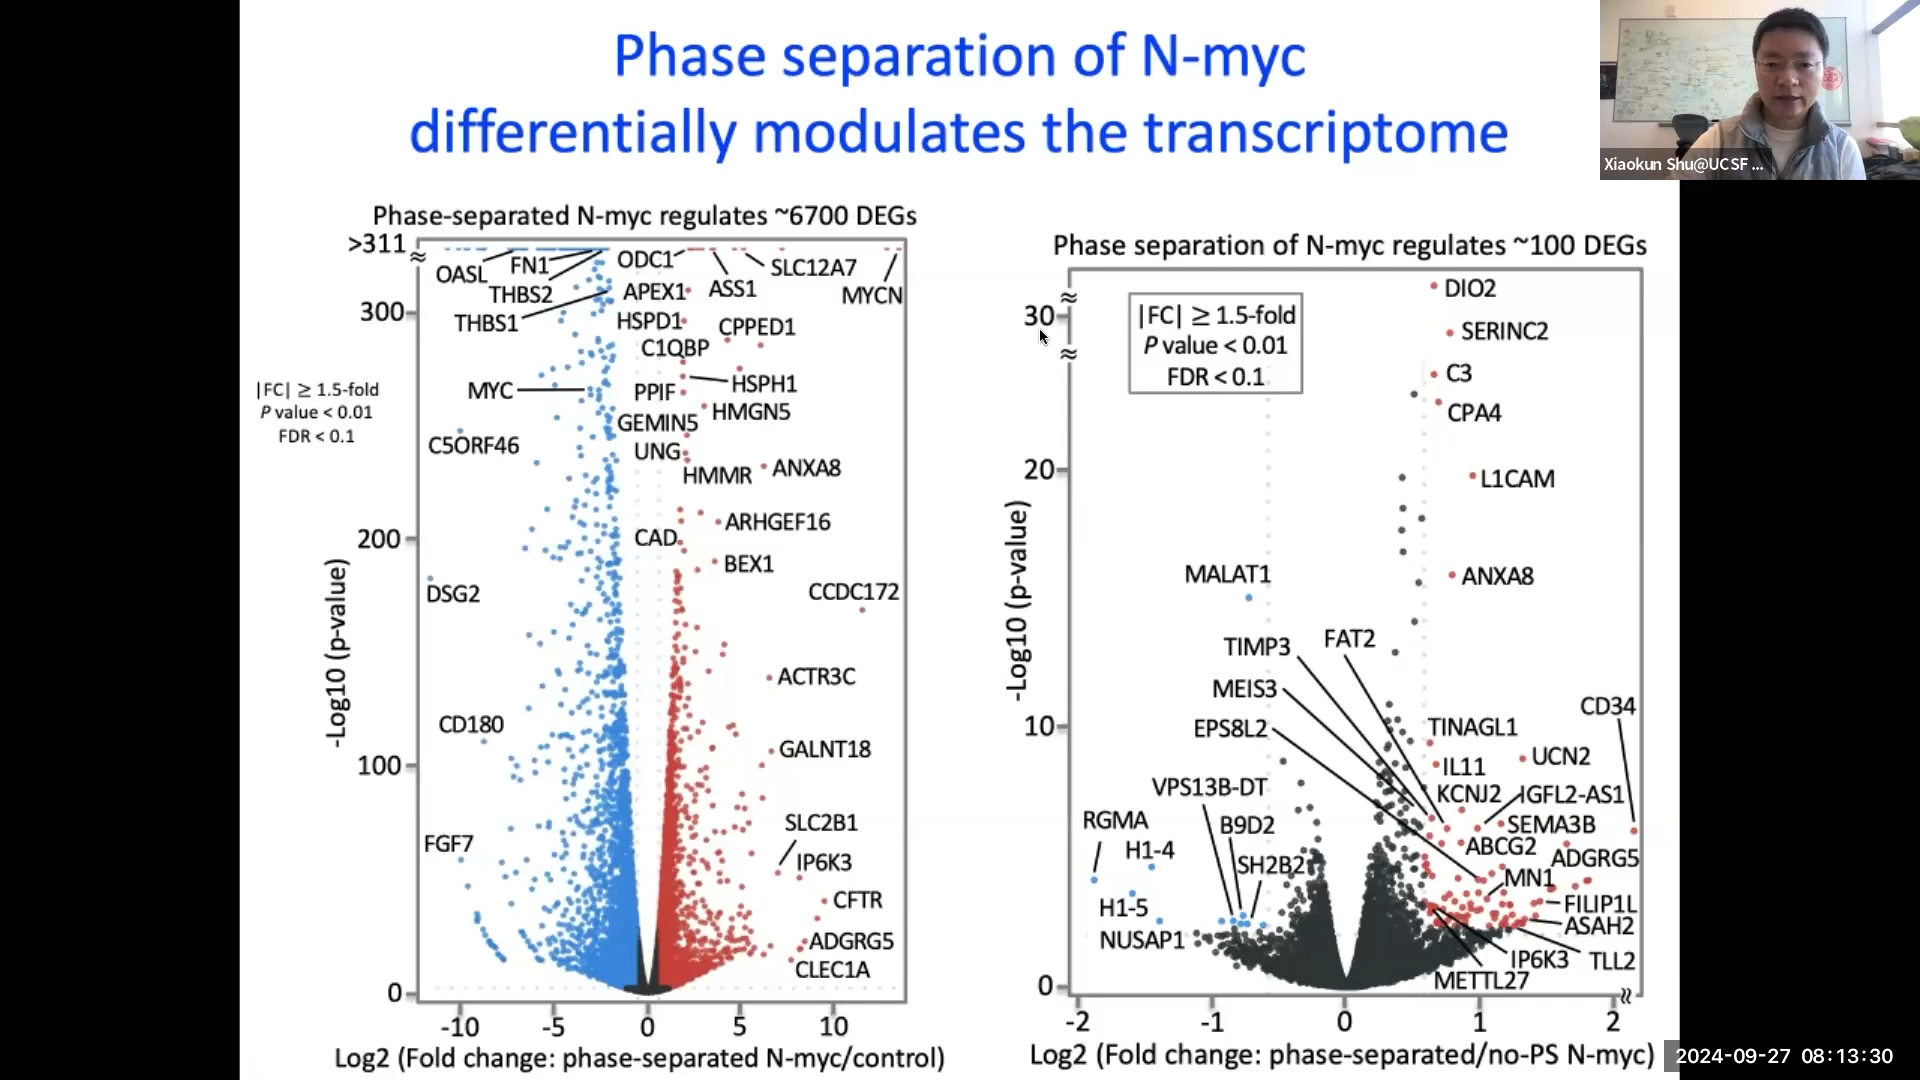 Phase separation of N-myc
differentially modulates the transcriptome
Xiaokun Shu@UCSF ...
Phase-separated N-myc regulates ~6700 DEGs
>311
≈
300
200
100
0
-Log10 (p-value)
|FC| ≥ 1.5-fold
P value < 0.01
FDR < 0.1
OASL
FN1
THBS2
THBS1
MYC
C5ORF46
DSG2
CD180
FGF7
ODC1
SLC12A7
APEX1
ASS1
MYCN
HSPD1
CPPED1
C1QBP
HSPH1
PPIF
HMGN5
GEMIN5
UNG
HMMR
ANXA8
ARHGEF16
CAD
BEX1
CCDC172
ACTR3C
GALNT18
SLC2B1
IP6K3
CFTR
ADGRG5
CLEC1A
-10
-5
0
5
10
Log2 (Fold change: phase-separated N-myc/control)
Phase separation of N-myc regulates ~100 DEGs
≈
30
≈
20
10
0
-Log10 (p-value)
|FC| ≥ 1.5-fold
P value < 0.01
FDR < 0.1
DIO2
SERINC2
C3
CPA4
L1CAM
ANXA8
MALAT1
TIMP3
FAT2
MEIS3
EPS8L2
CD34
TINAGL1
UCN2
IL11
KCNJ2
IGFL2-AS1
VPS13B-DT
RGMA
B9D2
SEMA3B
H1-4
SH2B2
ABCG2
ADGRG5
MN1
H1-5
FILIP1L
NUSAP1
ASAH2
IP6K3
TLL2
METTL27
≈
-2
-1
0
1
2
Log2 (Fold change: phase-separated/no-PS N-myc)
2024-09-27 08:13:30